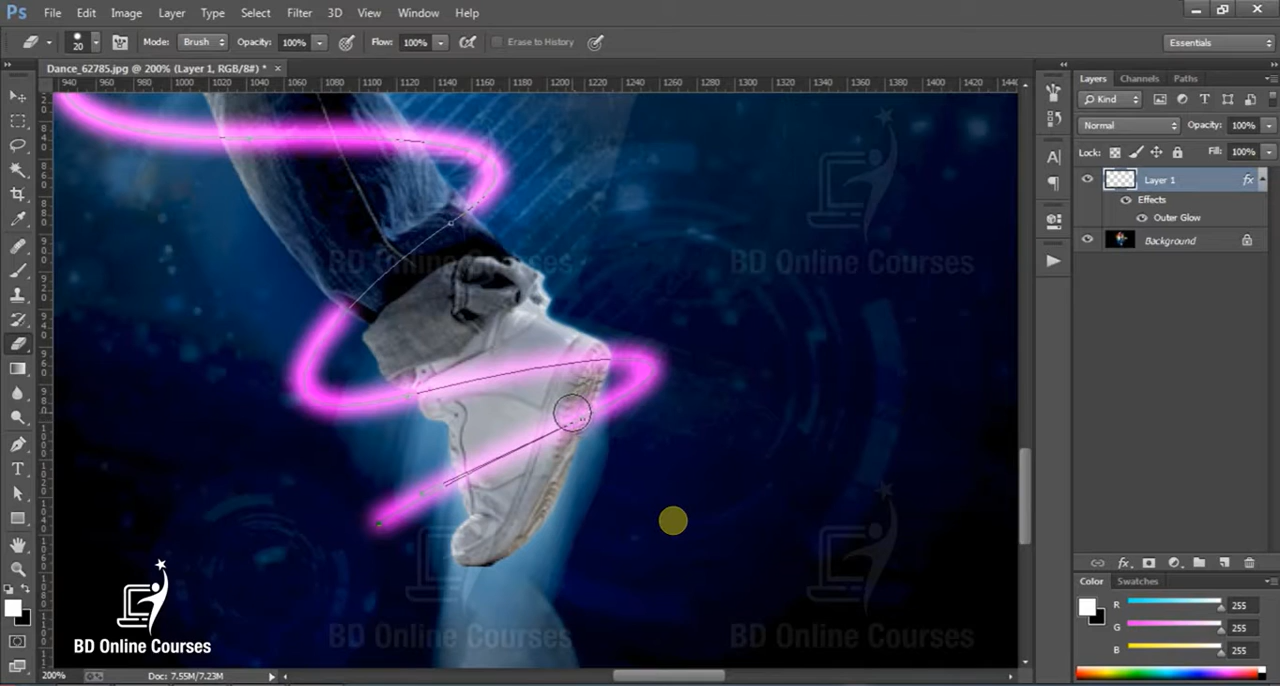 Ps File Edit Image Layer Type Select Filter 3D View Window Help
20 Mode: Brush Opacity: 100% Flow: 100% Erase to History Essentials
Dance_62785.jpg @ 200% (Layer 1, RGB/8#) * ×
940 960 980 1000 1020 1040 1060 1080 1100 1120 1140 1160 1180 1200 1220 1240 1260 1280 1300 1320 1340 1360 1380 1400 1420 144
Layers Channels Paths
Kind
Normal Opacity: 100%
Lock: Fill: 100%
Layer 1 fx
Effects
Outer Glow
Background
BD Online Courses
BD Online Courses
BD Online Courses
BD Online Courses
BD Online Courses
Color Swatches
R 255
G 255
B 255
200% Doc: 7.55M/7.23M